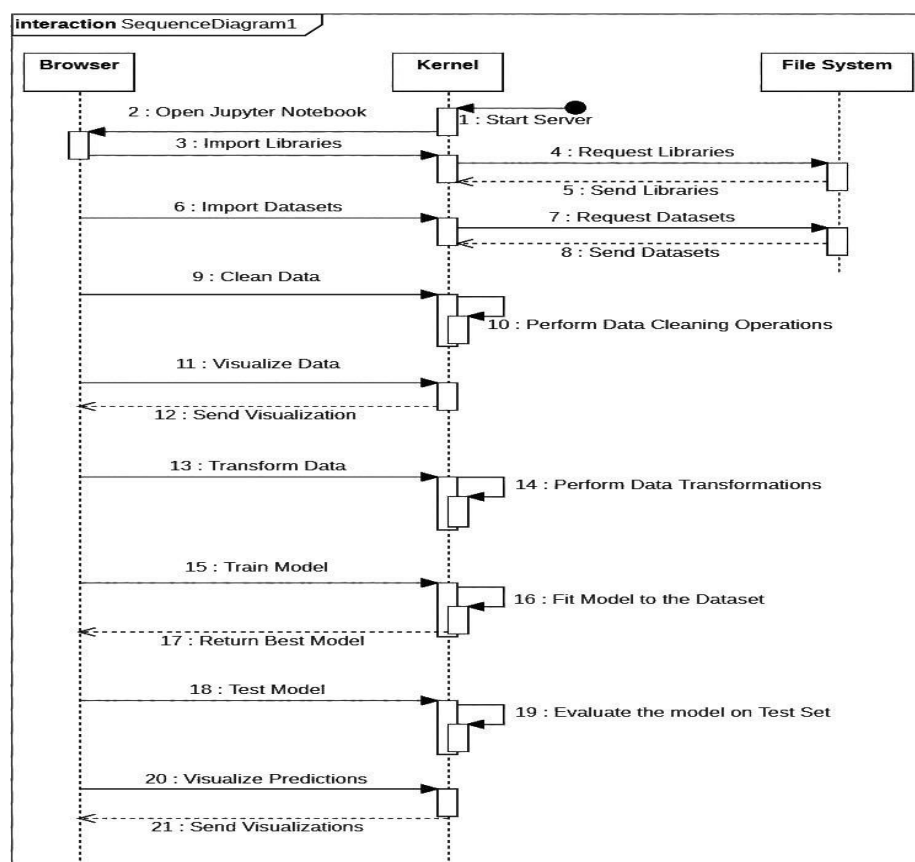 interaction SequenceDiagram1
Browser
Kernel
File System
2 : Open Jupyter Notebook
1 : Start Server
3 : Import Libraries
4 : Request Libraries
5 : Send Libraries
6 : Import Datasets
7 : Request Datasets
8 : Send Datasets
9 : Clean Data
10 : Perform Data Cleaning Operations
11 : Visualize Data
12 : Send Visualization
13 : Transform Data
14 : Perform Data Transformations
15 : Train Model
16 : Fit Model to the Dataset
17 : Return Best Model
18 : Test Model
19 : Evaluate the model on Test Set
20 : Visualize Predictions
21 : Send Visualizations